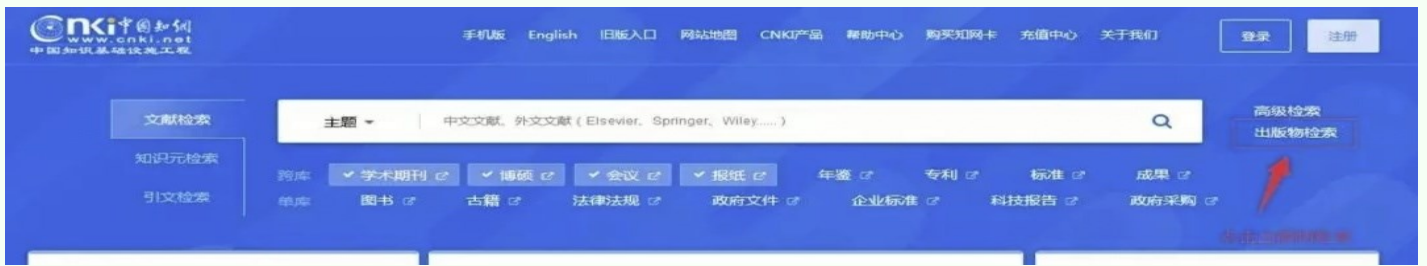 Cnki中国知网
www.cnki.net
中国知识基础设施工程
手机版 English 旧版入口 网站地图 CNKI产品 帮助中心 购买知网卡 充值中心 关于我们 登录 注册
文献检索 主题 中文文献、外文文献（Elsevier、Springer、Wiley......） 高级检索
出版物检索
知识元检索 跨库 学术期刊 博硕 会议 报纸 年鉴 专利 标准 成果
引文检索 单库 图书 古籍 法律法规 政府文件 企业标准 科技报告 政府采购